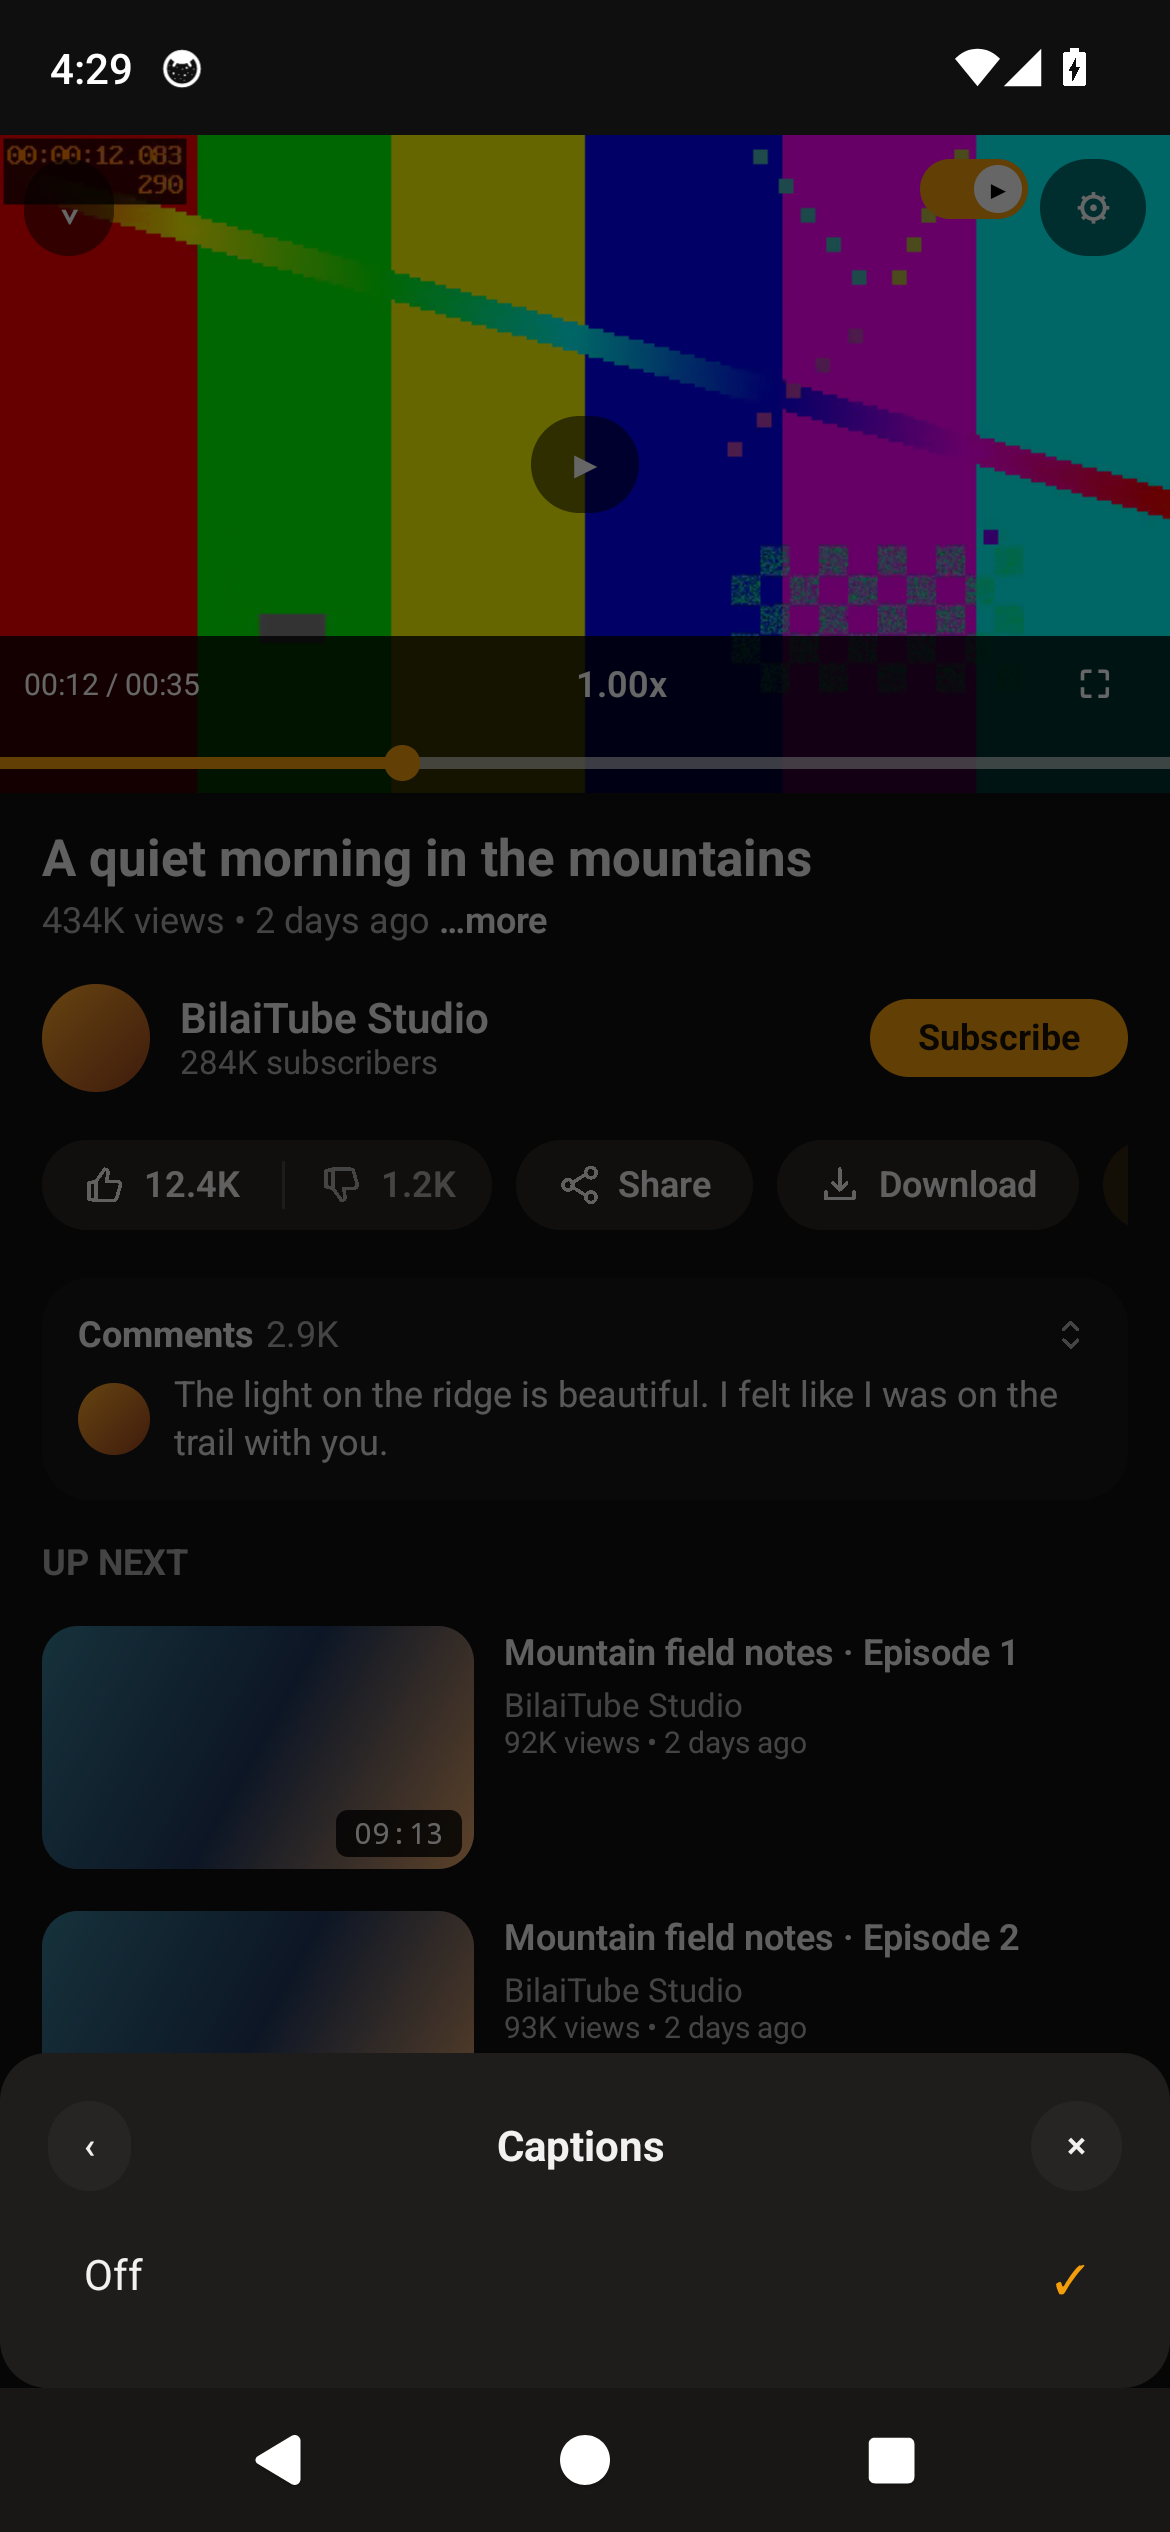 4:29
00:00:12.083
290
00:12 / 00:35
1.00x
A quiet morning in the mountains
434K views • 2 days ago ...more
BilaiTube Studio
284K subscribers
Subscribe
12.4K
1.2K
Share
Download
Comments 2.9K
The light on the ridge is beautiful. I felt like I was on the
trail with you.
UP NEXT
Mountain field notes · Episode 1
BilaiTube Studio
92K views • 2 days ago
09:13
Mountain field notes · Episode 2
BilaiTube Studio
93K views • 2 days ago
Captions
Off